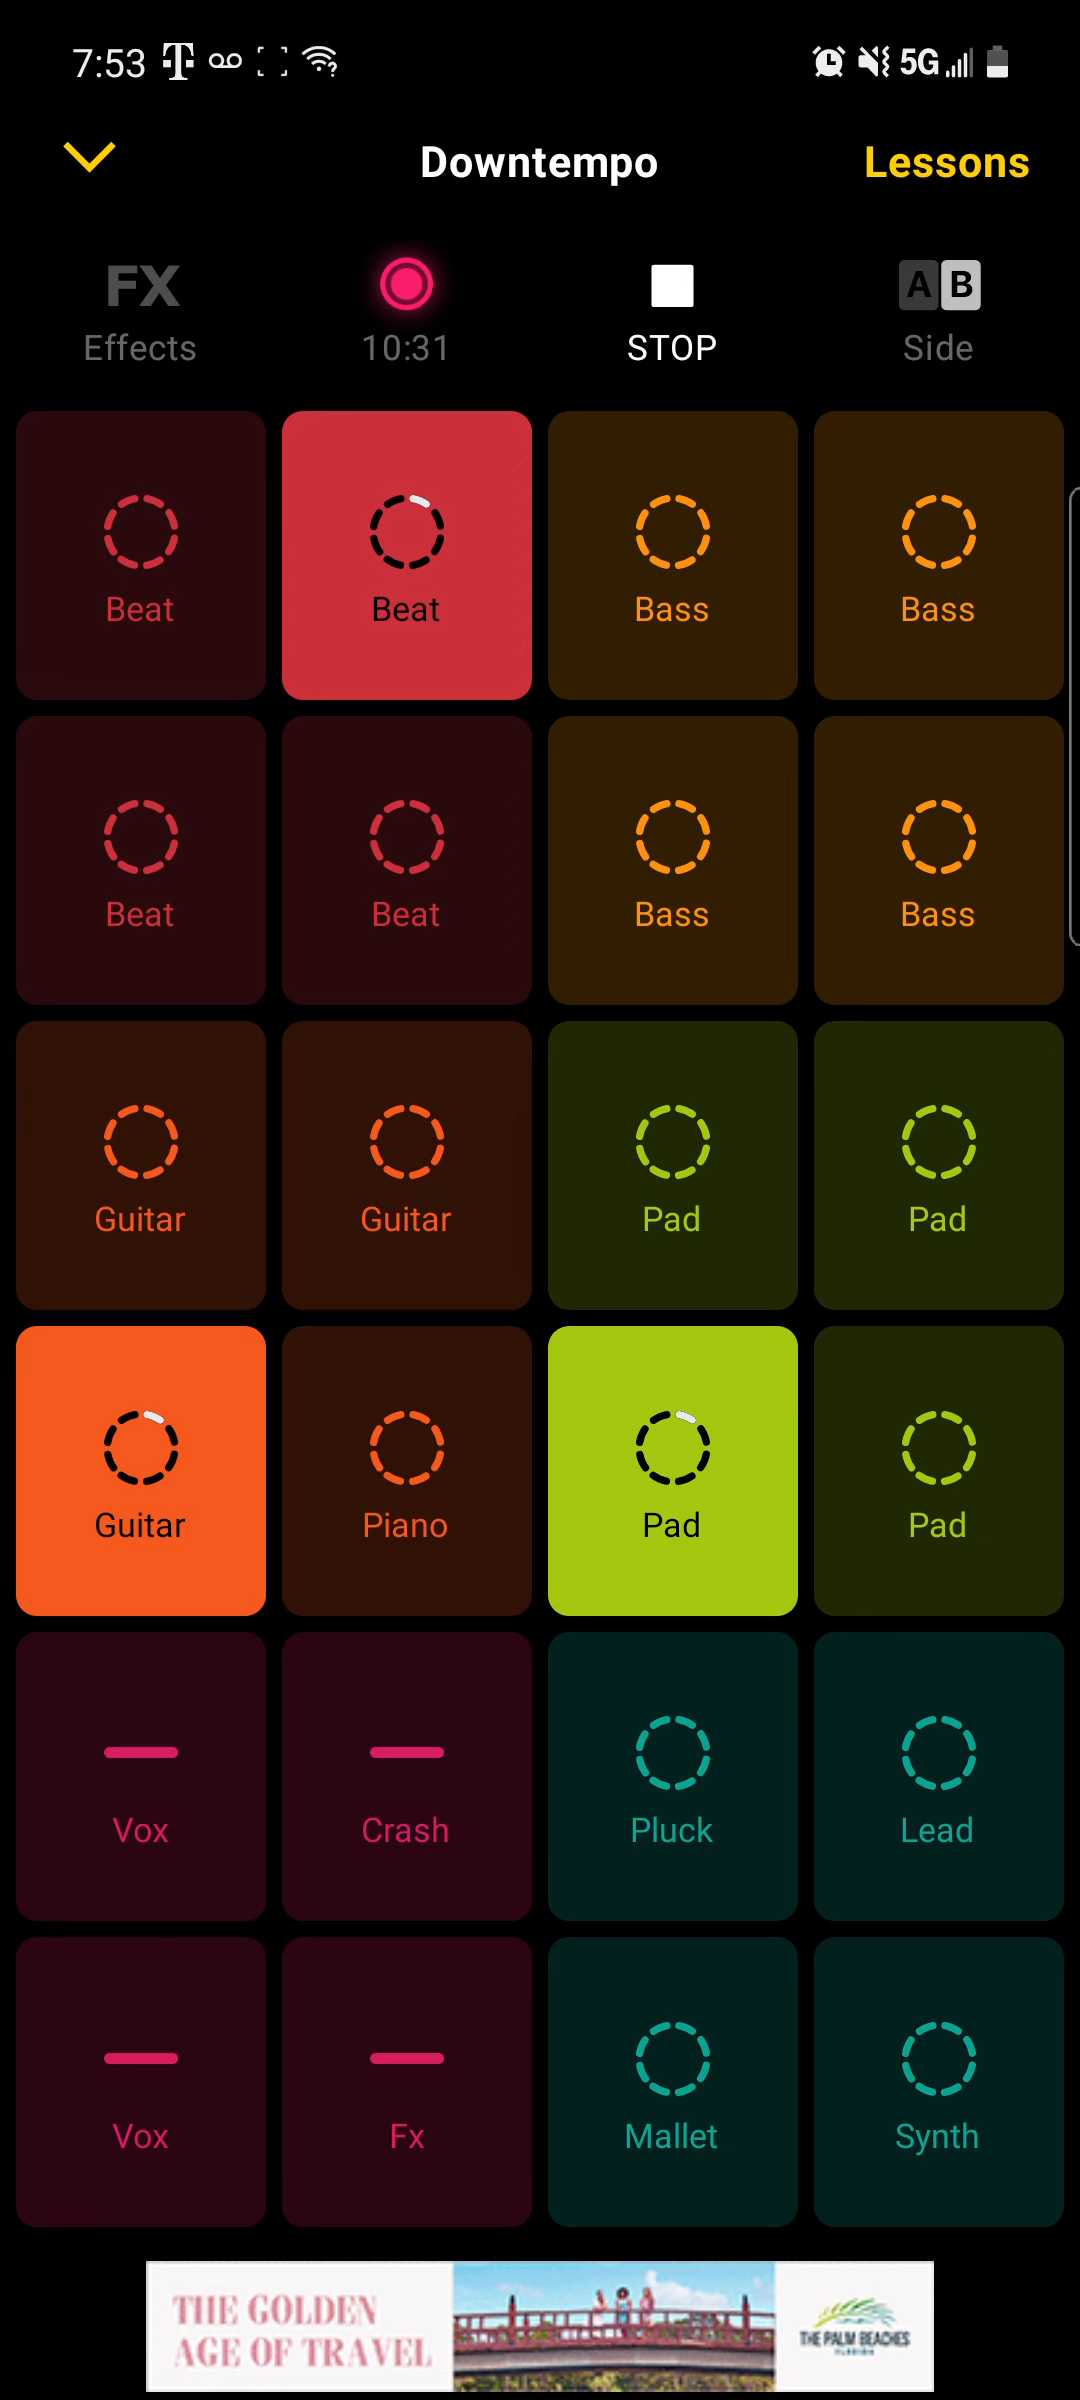 7:53
5G
Downtempo
Lessons
FX
A B
Effects
10:31
STOP
Side
Beat
Beat
Bass
Bass
Beat
Beat
Bass
Bass
Guitar
Guitar
Pad
Pad
Guitar
Piano
Pad
Pad
Vox
Crash
Pluck
Lead
Vox
Fx
Mallet
Synth
THE GOLDEN
AGE OF TRAVEL
THE PALM BEACHES
FLORIDA